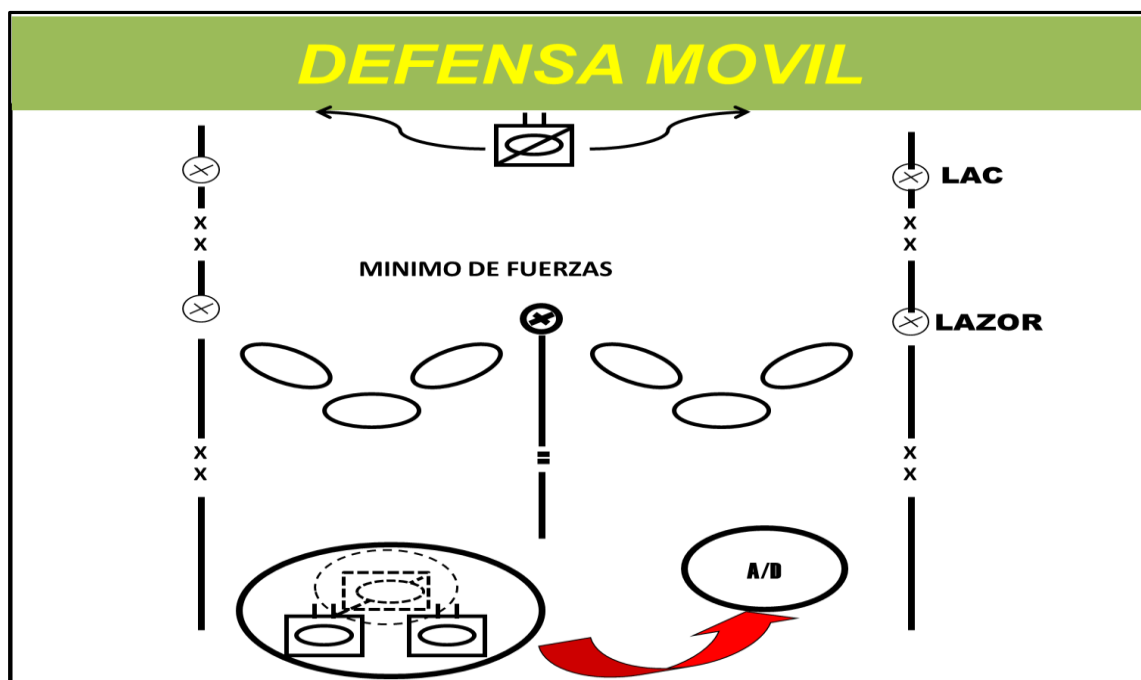 DEFENSA MOVIL
LAC
X X
X X
MINIMO DE FUERZAS
LAZOR
X X
X X
A/D